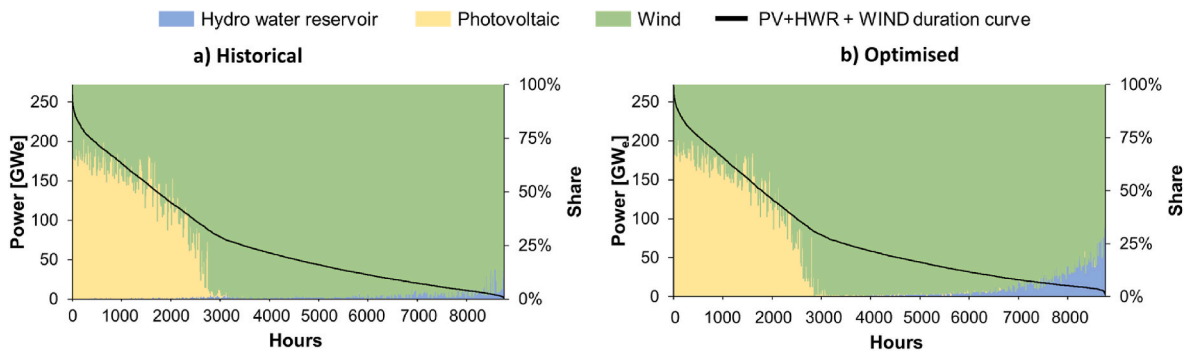 Hydro water reservoir Photovoltaic Wind PV+HWR + WIND duration curve
a) Historical
Power [GWe]
250
200
150
100
50
0
100%
75%
50%
25%
0%
Share
0 1000 2000 3000 4000 5000 6000 7000 8000
Hours
b) Optimised
Power [GWₑ]
250
200
150
100
50
0
100%
75%
50%
25%
0%
Share
0 1000 2000 3000 4000 5000 6000 7000 8000
Hours